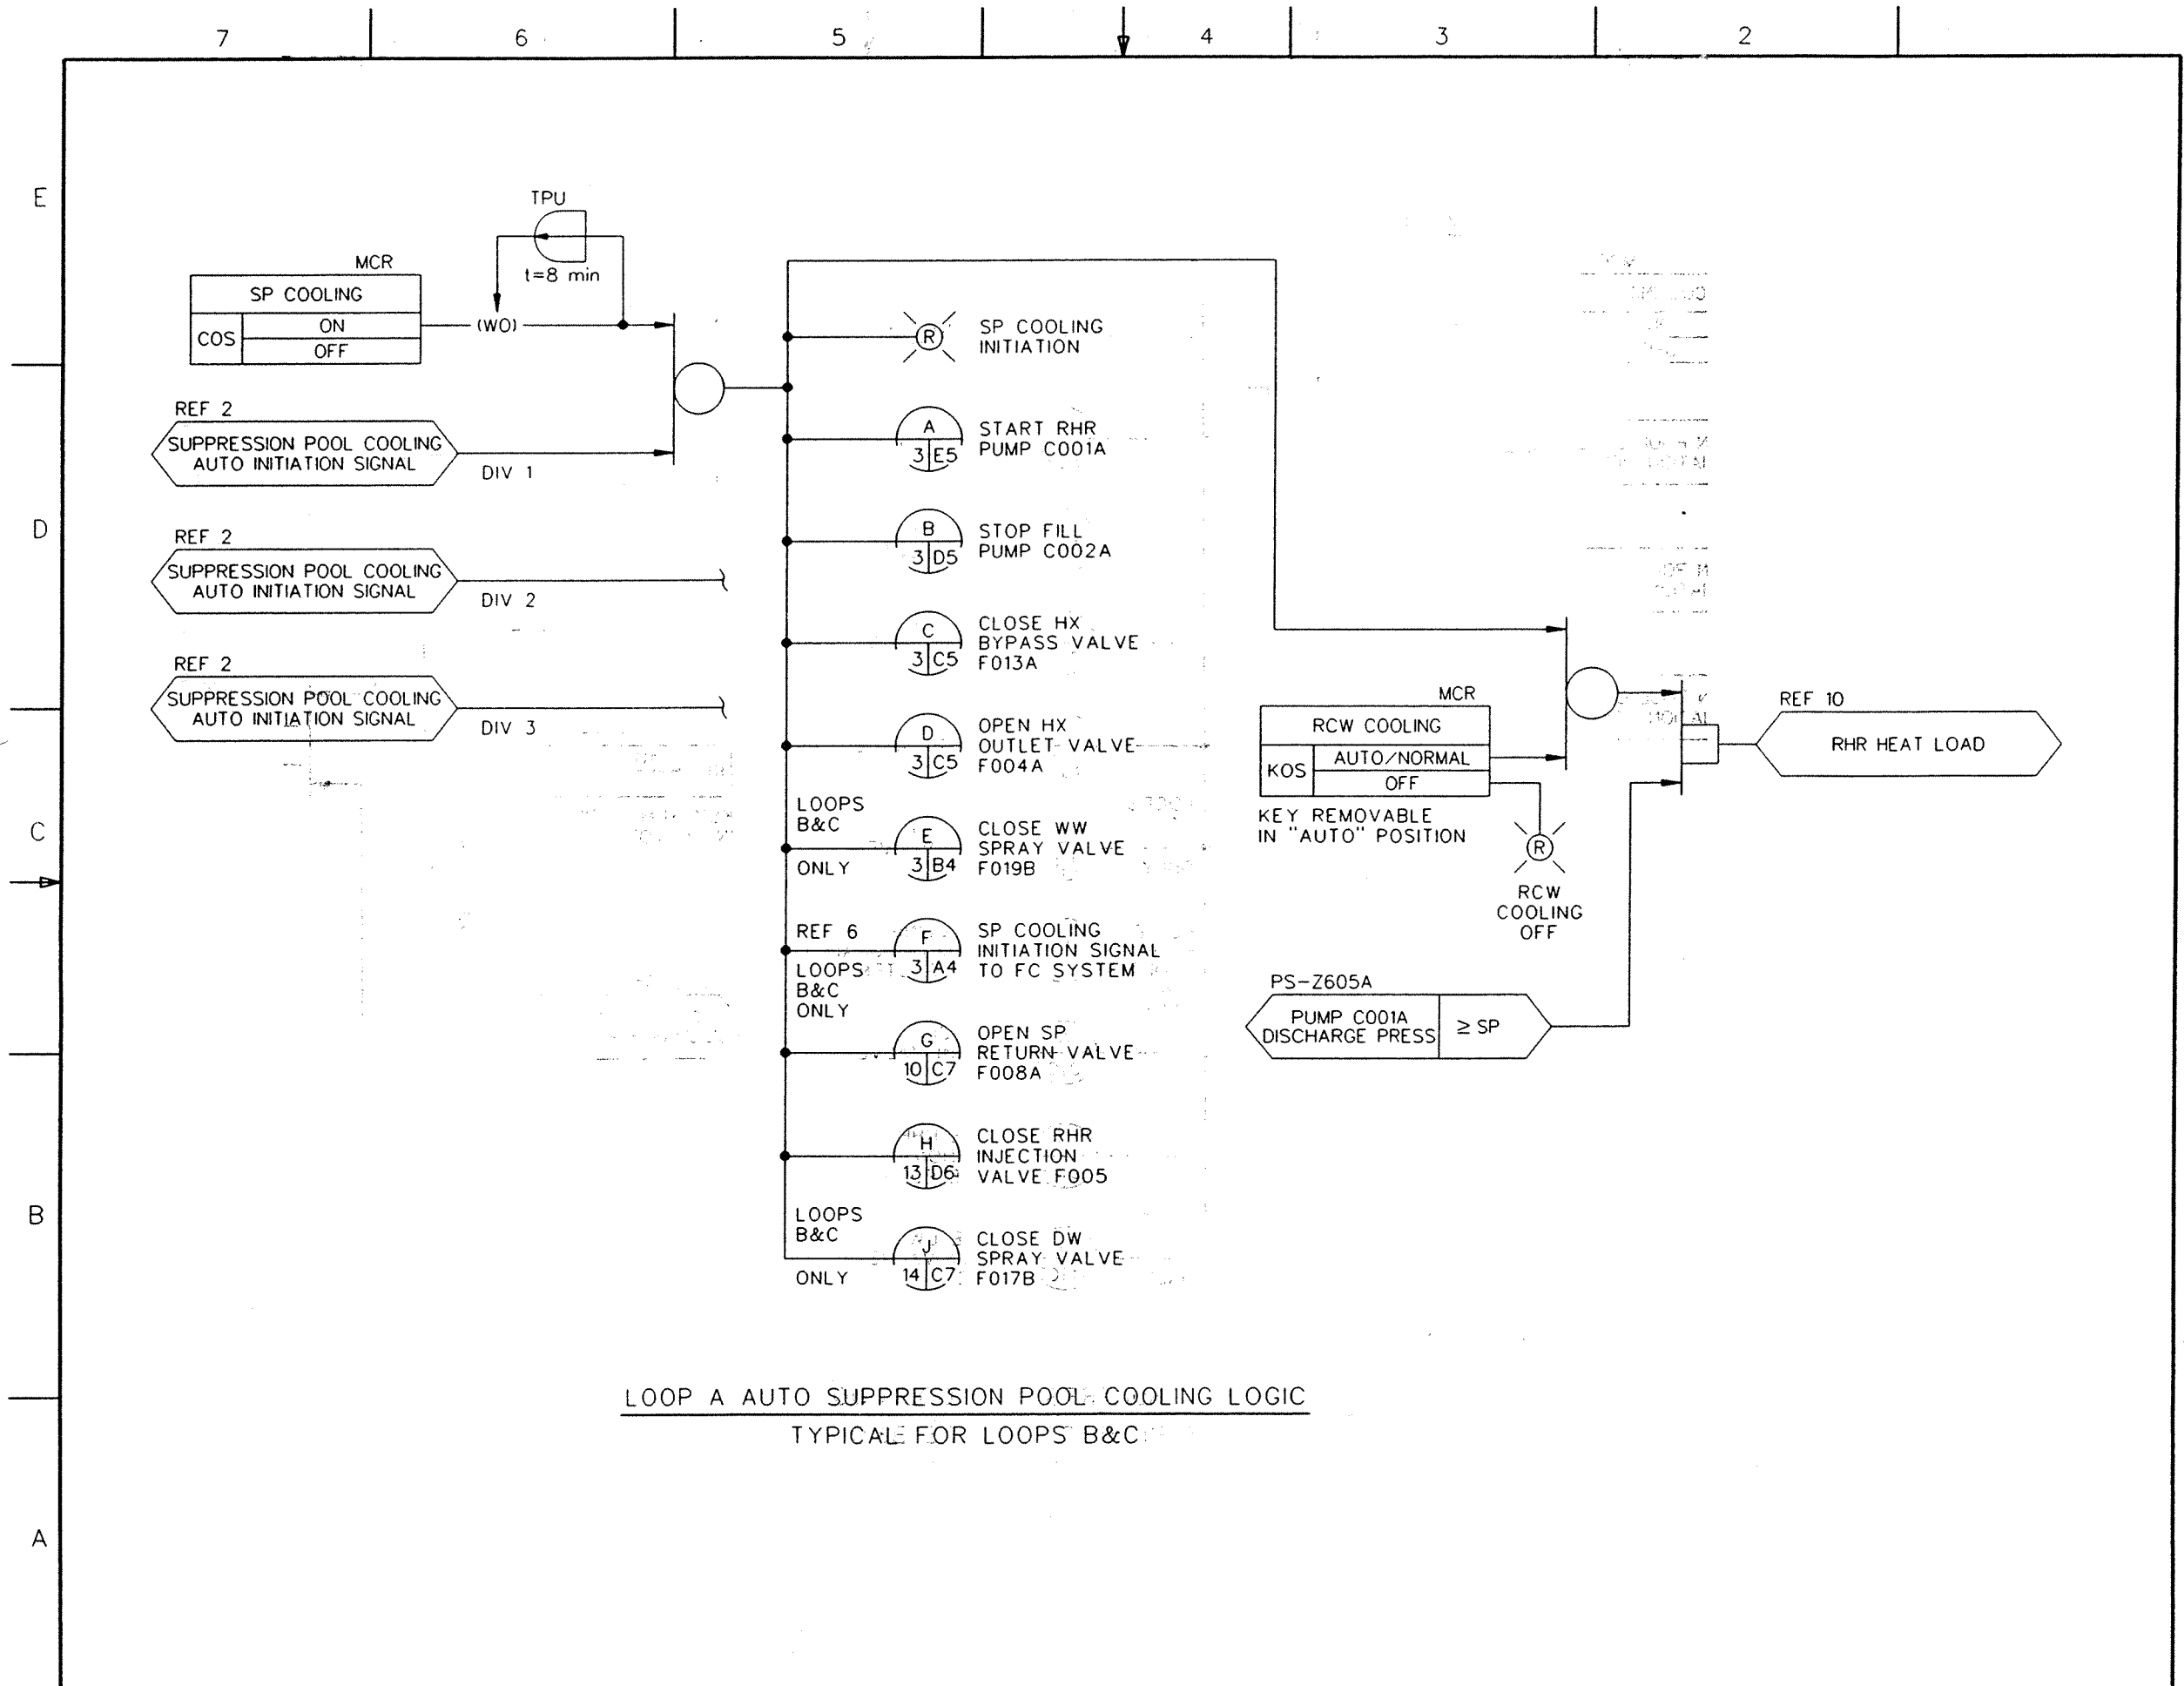 7 6 5 4 3 2
E
D
C
B
A
TPU
t=8 min
MCR
SP COOLING
COS
ON
OFF
(WO)
REF 2
SUPPRESSION POOL COOLING
AUTO INITIATION SIGNAL
DIV 1
REF 2
SUPPRESSION POOL COOLING
AUTO INITIATION SIGNAL
DIV 2
REF 2
SUPPRESSION POOL COOLING
AUTO INITIATION SIGNAL
DIV 3
R
SP COOLING
INITIATION
A
3 E5
START RHR
PUMP C001A
B
3 D5
STOP FILL
PUMP C002A
C
3 C5
CLOSE HX
BYPASS VALVE
F013A
D
3 C5
OPEN HX
OUTLET VALVE
F004A
LOOPS
B&C
ONLY
E
3 B4
CLOSE WW
SPRAY VALVE
F019B
REF 6
LOOPS
B&C
ONLY
F
3 A4
SP COOLING
INITIATION SIGNAL
TO FC SYSTEM
G
10 C7
OPEN SP
RETURN VALVE
F008A
H
13 D6
CLOSE RHR
INJECTION
VALVE F005
LOOPS
B&C
ONLY
J
14 C7
CLOSE DW
SPRAY VALVE
F017B
MCR
RCW COOLING
KOS
AUTO/NORMAL
OFF
KEY REMOVABLE
IN "AUTO" POSITION
R
RCW
COOLING
OFF
PS-Z605A
PUMP C001A
DISCHARGE PRESS
≥ SP
REF 10
RHR HEAT LOAD
LOOP A AUTO SUPPRESSION POOL COOLING LOGIC
TYPICAL FOR LOOPS B&C